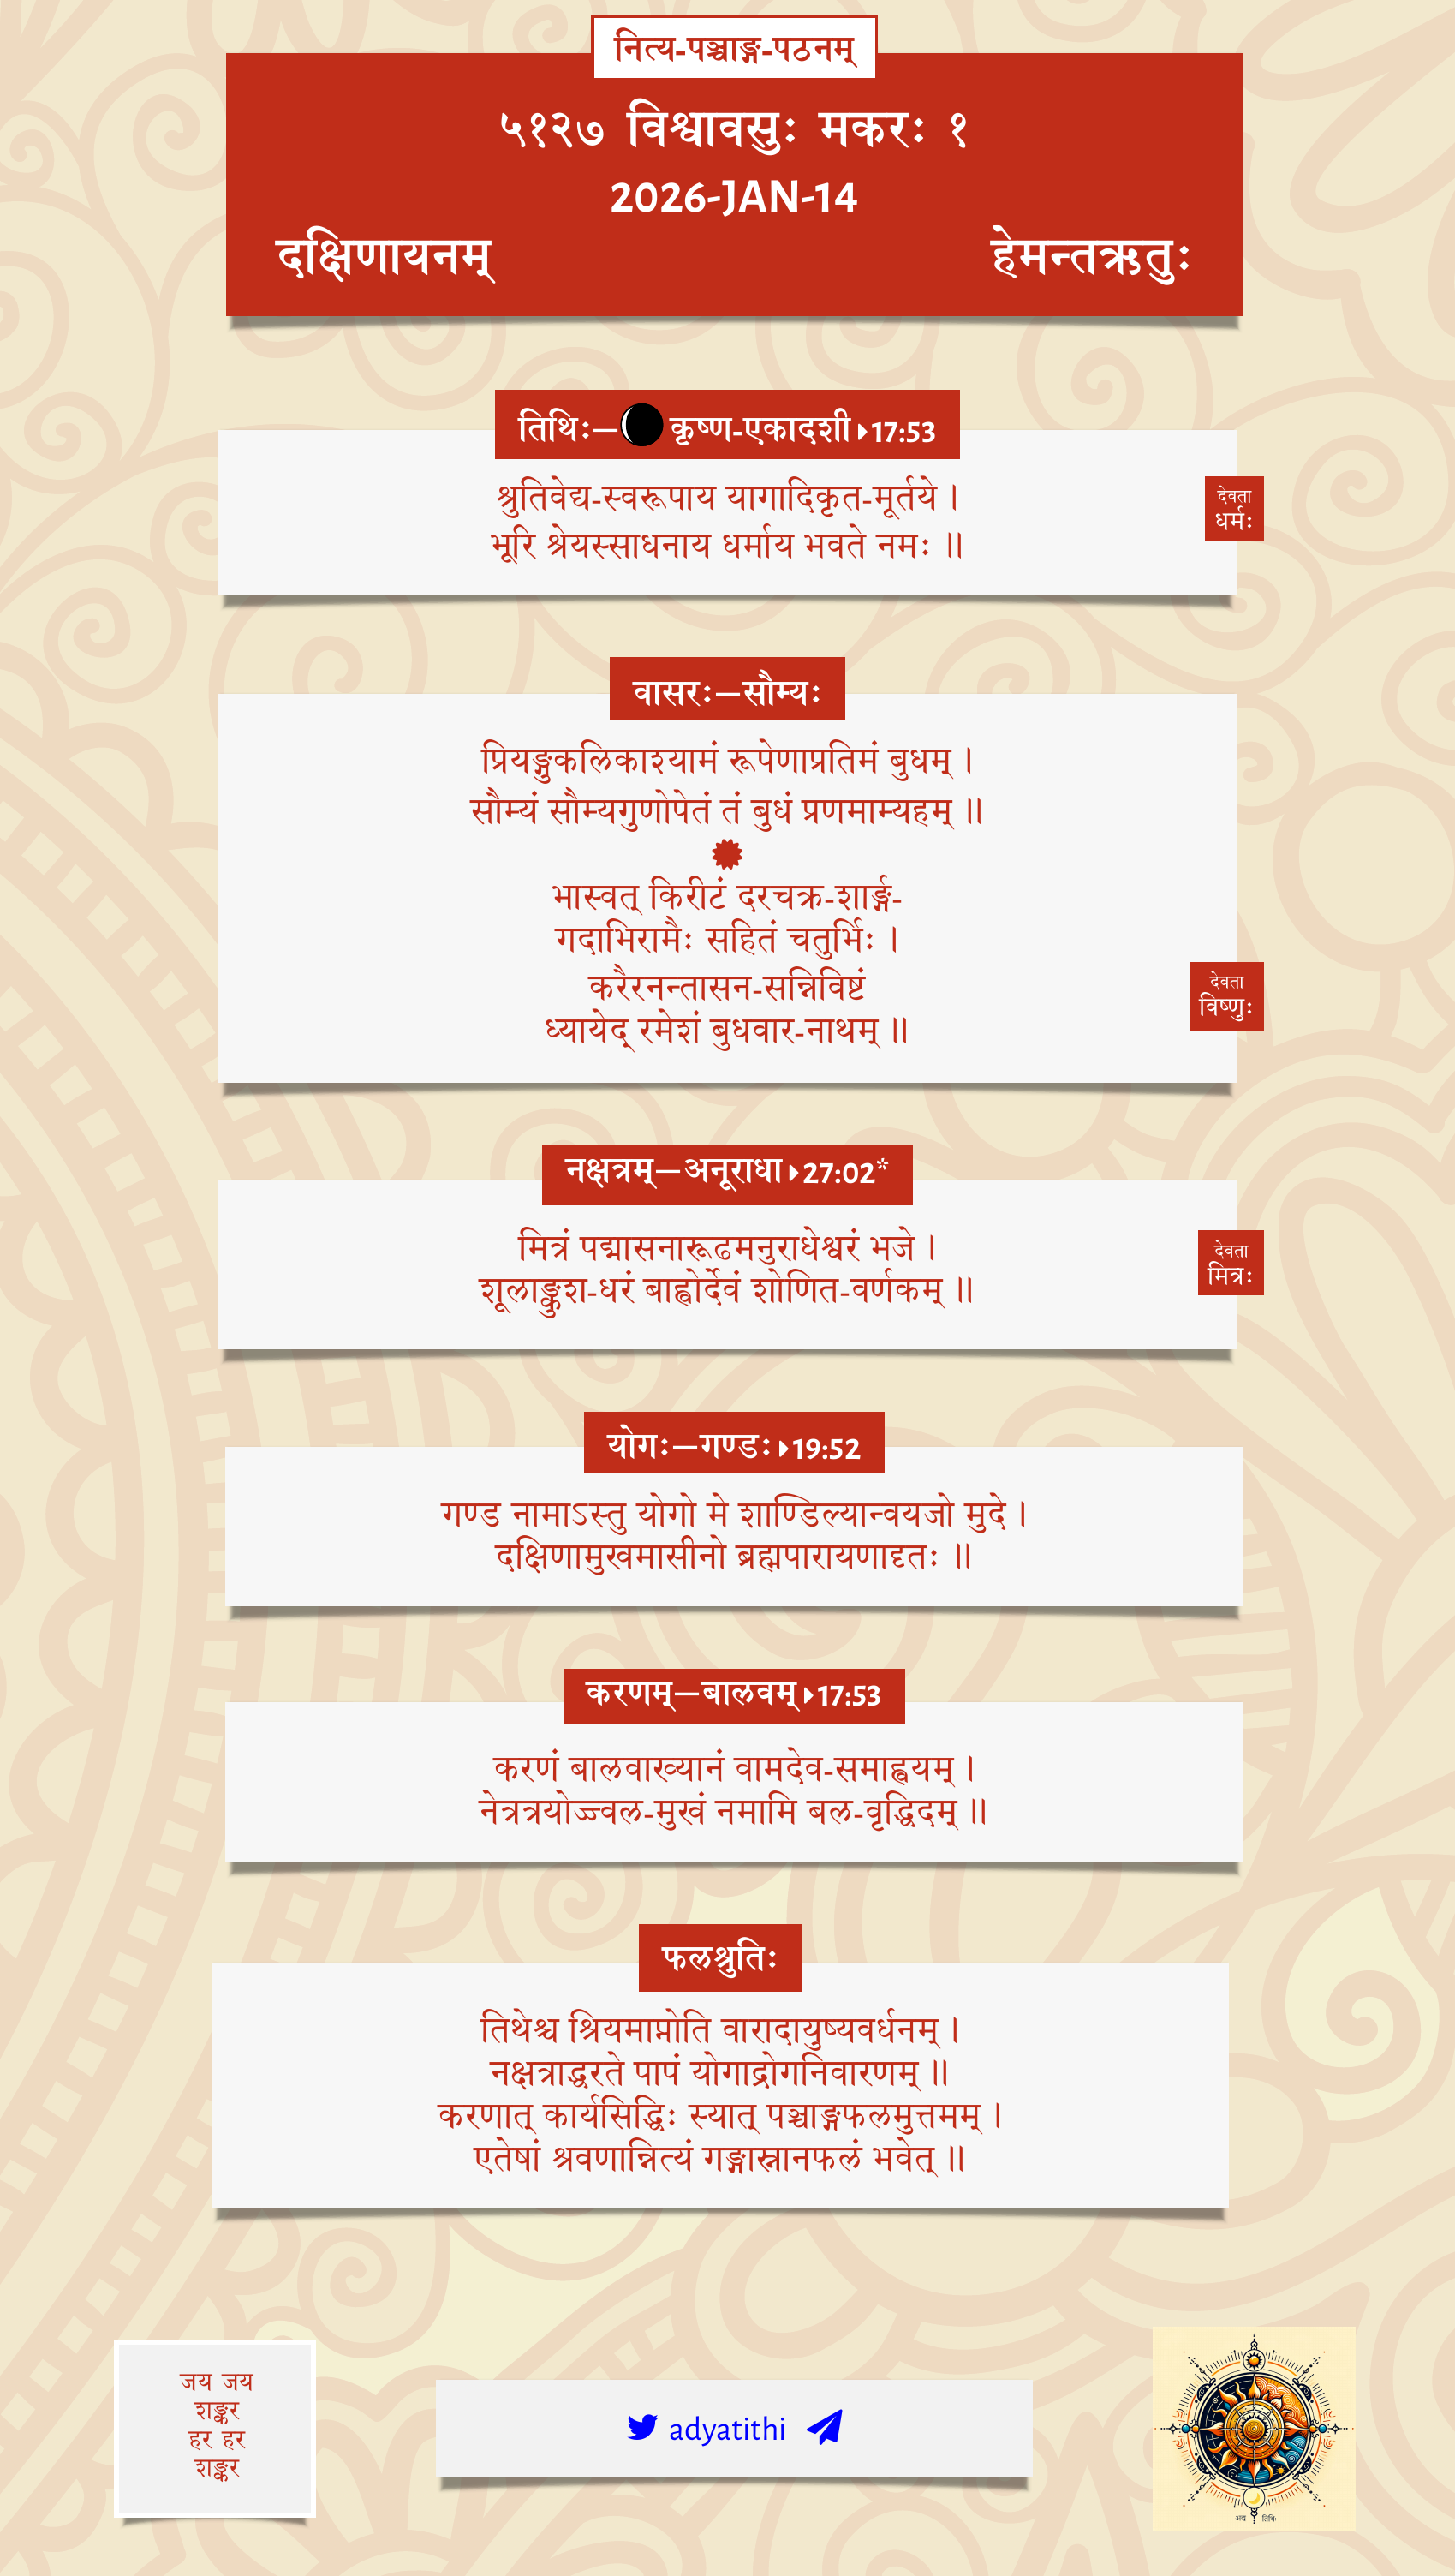 नित्य-पञ्चाङ्ग-पठनम्
५१२७ विश्वावसुः मकरः १
2026-JAN-14
दक्षिणायनम् हेमन्तऋतुः
तिथिः—कृष्ण-एकादशी 17:53
श्रुतिवेद्य-स्वरूपाय यागादिकृत-मूर्तये ।
भूरि श्रेयस्साधनाय धर्माय भवते नमः ॥
देवता
धर्मः
वासरः—सौम्यः
प्रियङ्गुकलिकाश्यामं रूपेणाप्रतिमं बुधम् ।
सौम्यं सौम्यगुणोपेतं तं बुधं प्रणमाम्यहम् ॥
भास्वत् किरीटं दरचक्र-शार्ङ्ग-
गदाभिरामैः सहितं चतुर्भिः ।
करैरनन्तासन-सन्निविष्टं
ध्यायेद् रमेशं बुधवार-नाथम् ॥
देवता
विष्णुः
नक्षत्रम्—अनूराधा 27:02*
मित्रं पद्मासनारूढमनुराधेश्वरं भजे ।
शूलाङ्कुश-धरं बाह्वोर्देवं शोणित-वर्णकम् ॥
देवता
मित्रः
योगः—गण्डः 19:52
गण्ड नामाऽस्तु योगो मे शाण्डिल्यान्वयजो मुदे ।
दक्षिणामुखमासीनो ब्रह्मपारायणादृतः ॥
करणम्—बालवम् 17:53
करणं बालवाख्यानं वामदेव-समाह्वयम् ।
नेत्रत्रयोज्ज्वल-मुखं नमामि बल-वृद्धिदम् ॥
फलश्रुतिः
तिथेश्च श्रियमाप्नोति वारादायुष्यवर्धनम् ।
नक्षत्राद्धरते पापं योगाद्रोगनिवारणम् ॥
करणात् कार्यसिद्धिः स्यात् पञ्चाङ्गफलमुत्तमम् ।
एतेषां श्रवणान्नित्यं गङ्गास्नानफलं भवेत् ॥
जय जय
शङ्कर
हर हर
शङ्कर
adyatithi
अद्य तिथिः